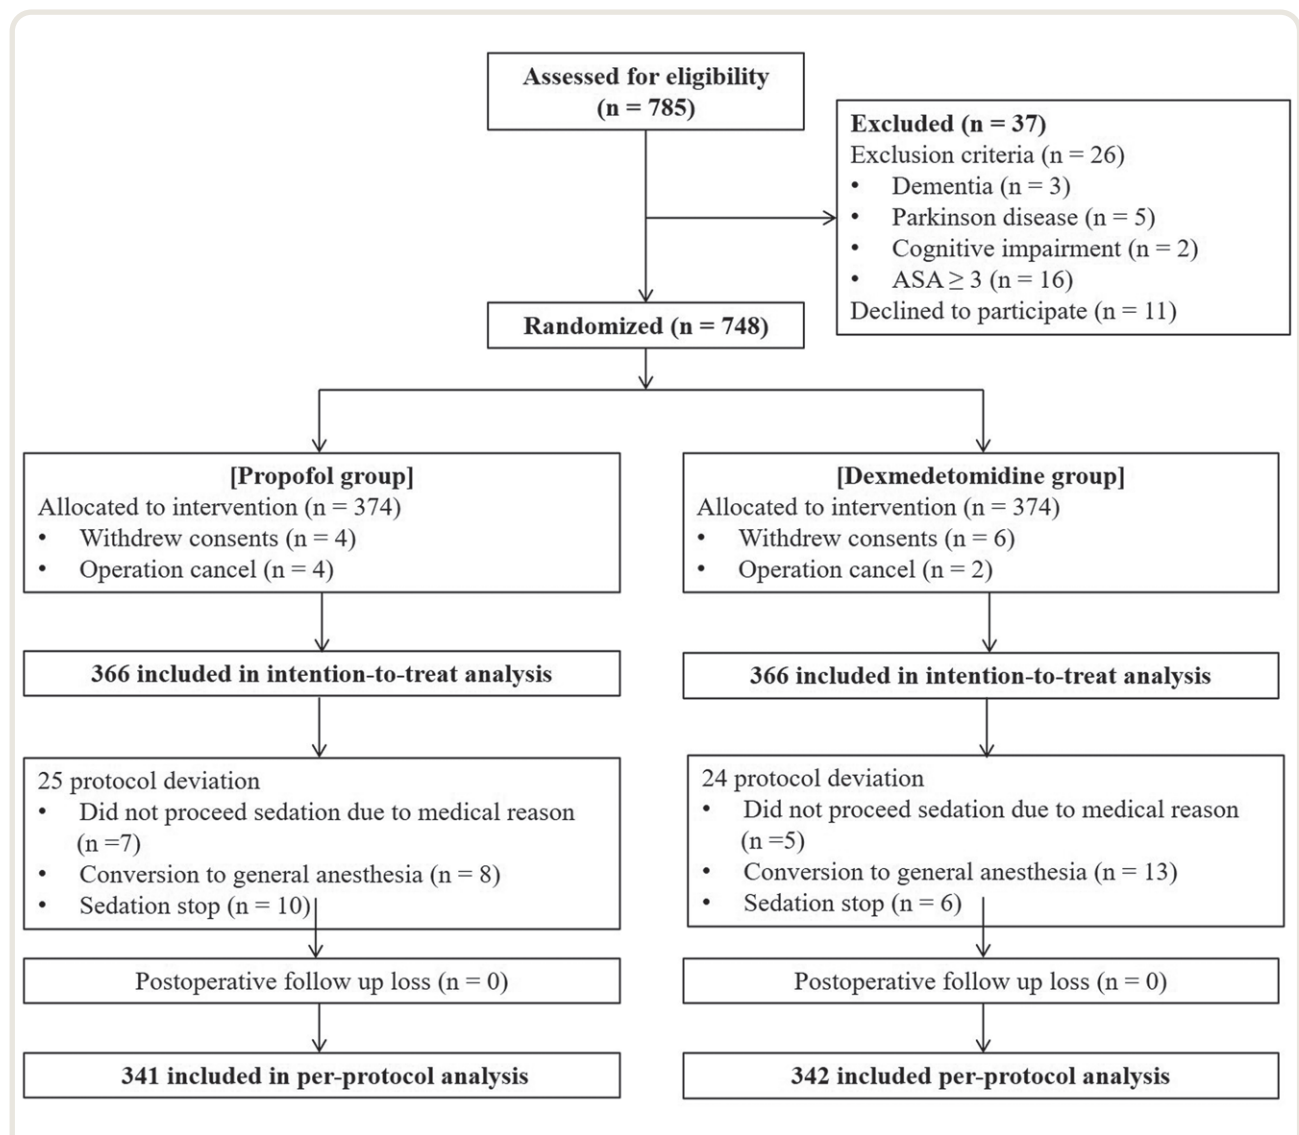 Assessed for eligibility
(n = 785)
Excluded (n = 37)
Exclusion criteria (n = 26)
• Dementia (n = 3)
• Parkinson disease (n = 5)
• Cognitive impairment (n = 2)
• ASA ≥ 3 (n = 16)
Declined to participate (n = 11)
Randomized (n = 748)
[Propofol group]
Allocated to intervention (n = 374)
• Withdrew consents (n = 4)
• Operation cancel (n = 4)
[Dexmedetomidine group]
Allocated to intervention (n = 374)
• Withdrew consents (n = 6)
• Operation cancel (n = 2)
366 included in intention-to-treat analysis
366 included in intention-to-treat analysis
25 protocol deviation
• Did not proceed sedation due to medical reason
(n =7)
• Conversion to general anesthesia (n = 8)
• Sedation stop (n = 10)
24 protocol deviation
• Did not proceed sedation due to medical reason
(n =5)
• Conversion to general anesthesia (n = 13)
• Sedation stop (n = 6)
Postoperative follow up loss (n = 0)
Postoperative follow up loss (n = 0)
341 included in per-protocol analysis
342 included per-protocol analysis